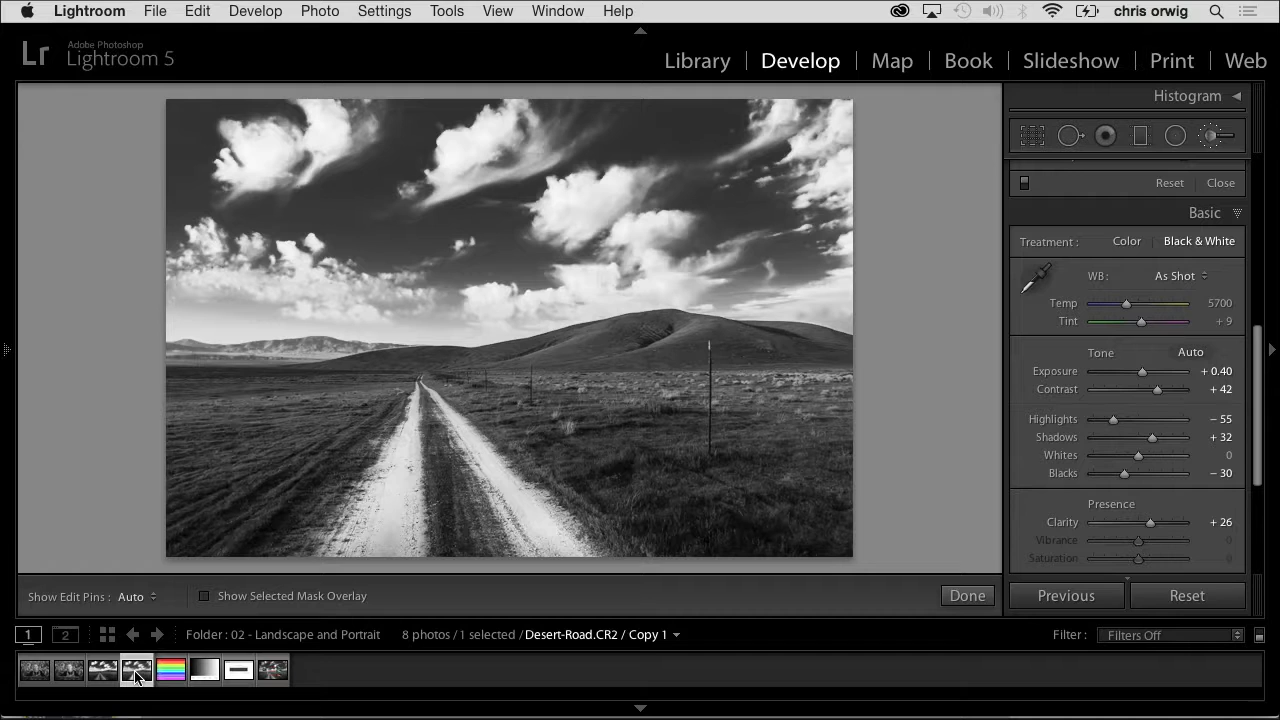 Lightroom File Edit Develop Photo Settings Tools View Window Help chris orwig
Lr Adobe Photoshop
Lightroom 5
Library Develop Map Book Slideshow Print Web
Histogram
Reset Close
Basic
Treatment : Color Black & White
WB : As Shot
Temp 5700
Tint + 9
Tone Auto
Exposure + 0.40
Contrast + 42
Highlights − 55
Shadows + 32
Whites 0
Blacks − 30
Presence
Clarity + 26
Vibrance 0
Saturation 0
Show Edit Pins : Auto Show Selected Mask Overlay Done Previous Reset
1 2 Folder : 02 - Landscape and Portrait 8 photos / 1 selected / Desert-Road.CR2 / Copy 1 Filter : Filters Off